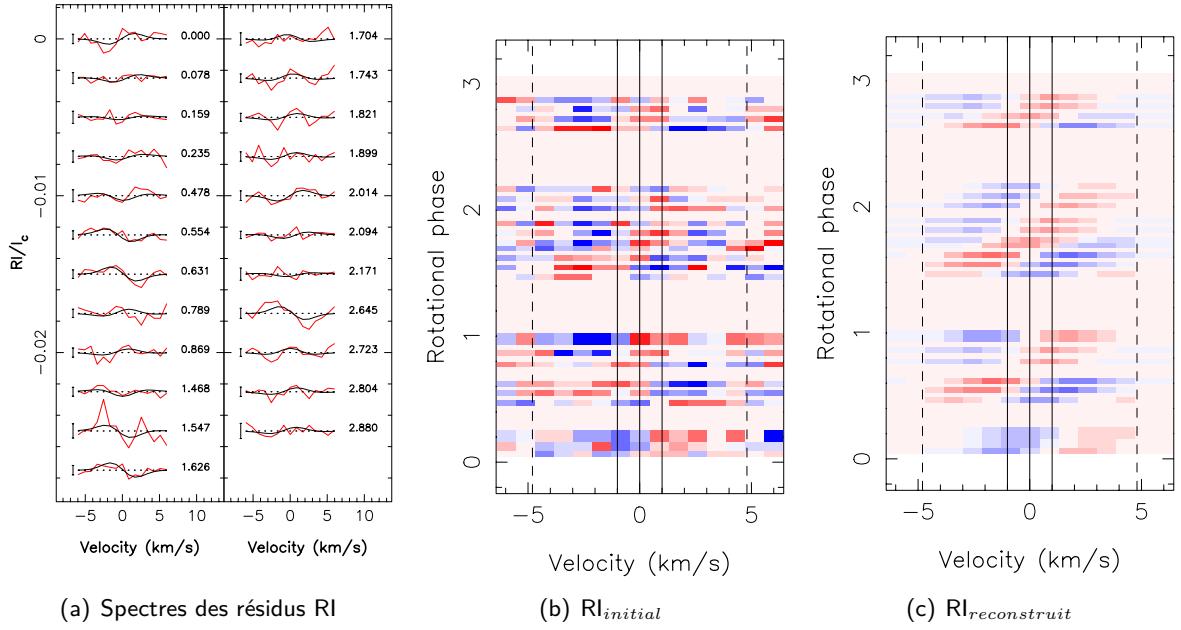 0
−0.01
−0.02
RI/I_c
0.000
0.078
0.159
0.235
0.478
0.554
0.631
0.789
0.869
1.468
1.547
1.626
1.704
1.743
1.821
1.899
2.014
2.094
2.171
2.645
2.723
2.804
2.880
−5 0 5 10
−5 0 5 10
Velocity (km/s)
Velocity (km/s)
(a) Spectres des résidus RI
Rotational phase
3
2
1
0
−5 0 5
Velocity (km/s)
(b) RI_initial
Rotational phase
3
2
1
0
−5 0 5
Velocity (km/s)
(c) RI_reconstruit